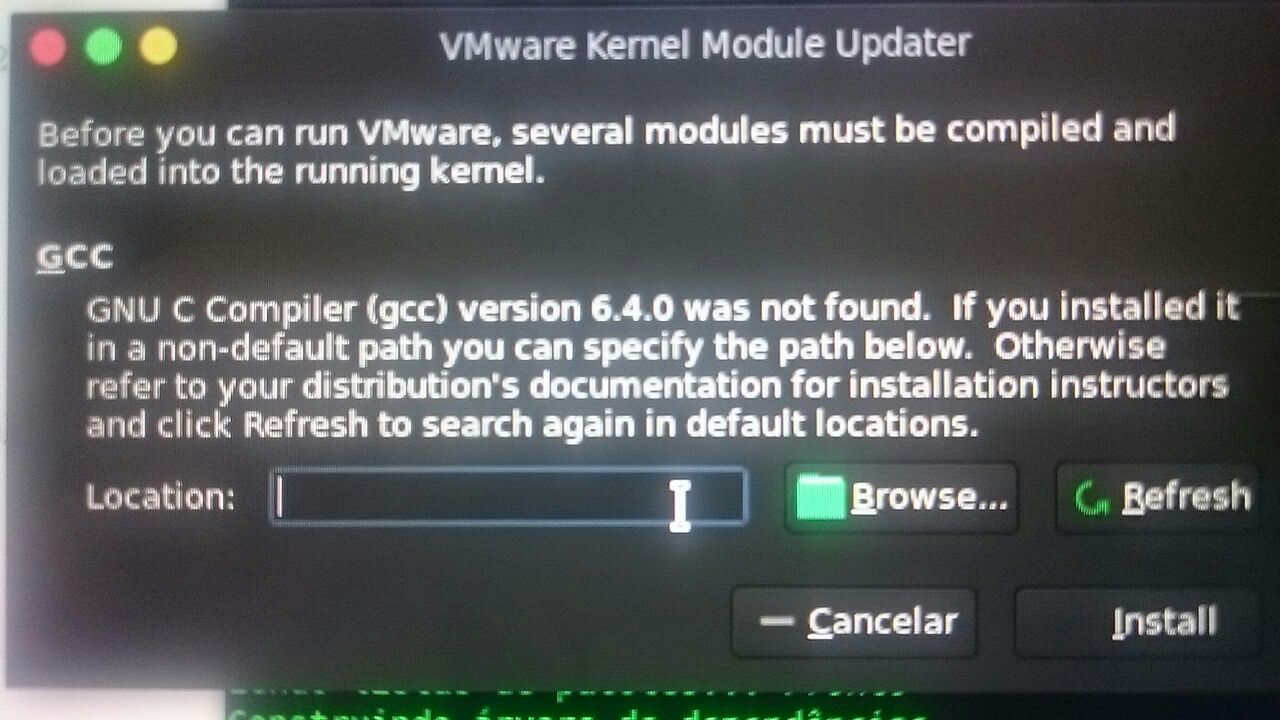 VMware Kernel Module Updater
Before you can run VMware, several modules must be compiled and
loaded into the running kernel.
GCC
GNU C Compiler (gcc) version 6.4.0 was not found. If you installed it
in a non-default path you can specify the path below. Otherwise
refer to your distribution's documentation for installation instructors
and click Refresh to search again in default locations.
Location:
Browse...
Refresh
Cancelar
Install
Construindo árvore de dependências